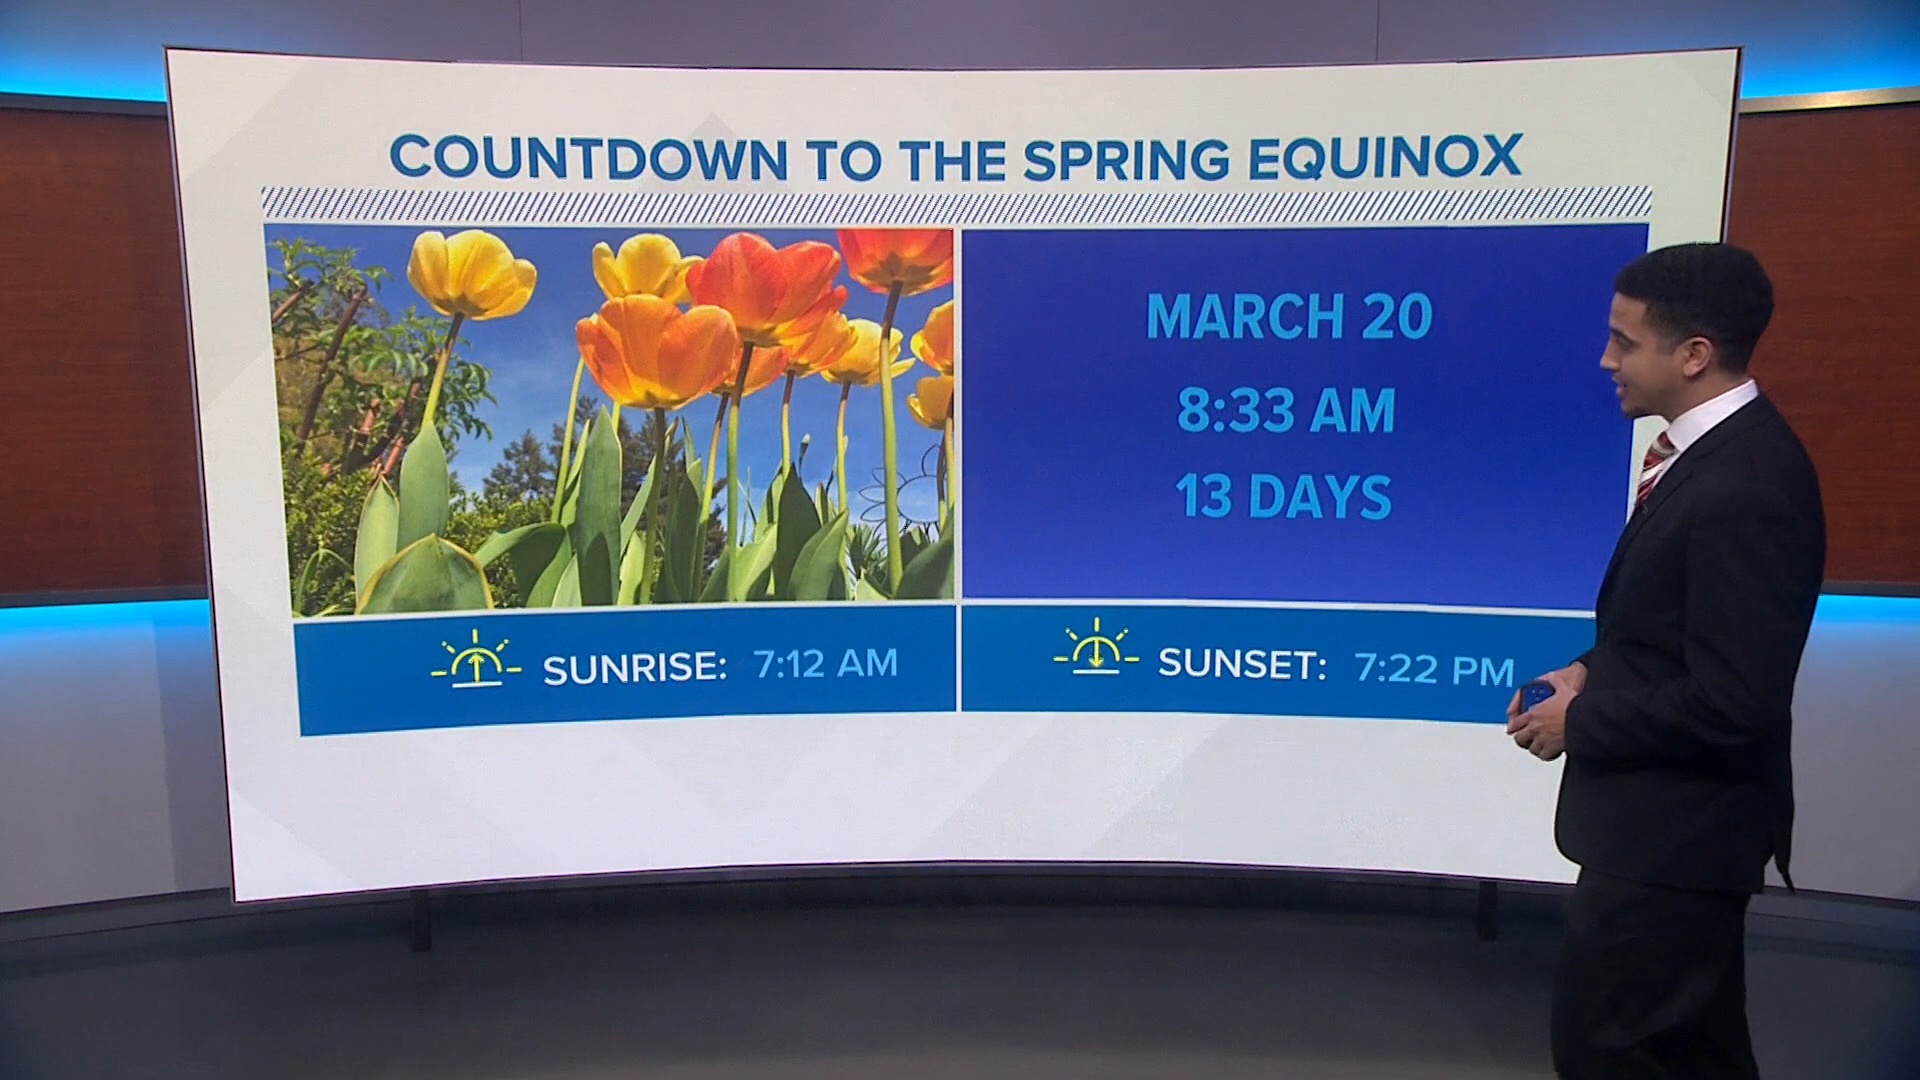 COUNTDOWN TO THE SPRING EQUINOX
MARCH 20
8:33 AM
13 DAYS
SUNRISE: 7:12 AM
SUNSET: 7:22 PM